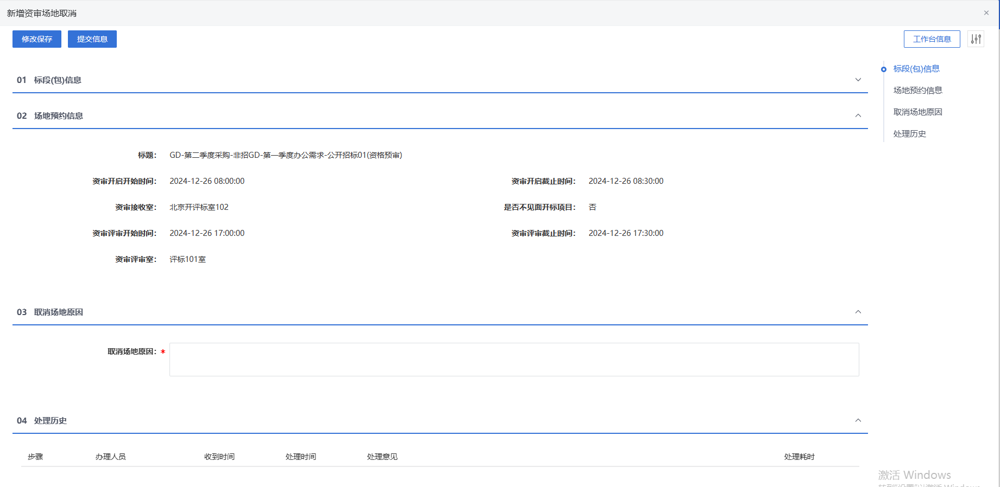 新增资审场地取消
修改保存 提交信息 工作台信息
标段(包)信息
场地预约信息
取消场地原因
处理历史
01 标段(包)信息
02 场地预约信息
标题: GD-第二季度采购-非招GD-第一季度办公需求-公开招标01(资格预审)
资审开启开始时间: 2024-12-26 08:00:00 资审开启截止时间: 2024-12-26 08:30:00
资审接收室: 北京开评标室102 是否不见面开标项目: 否
资审评审开始时间: 2024-12-26 17:00:00 资审评审截止时间: 2024-12-26 17:30:00
资审评审室: 评标101室
03 取消场地原因
取消场地原因: *
04 处理历史
步骤 办理人员 收到时间 处理时间 处理意见 处理耗时
激活 Windows
转到"设置"以激活 Windows